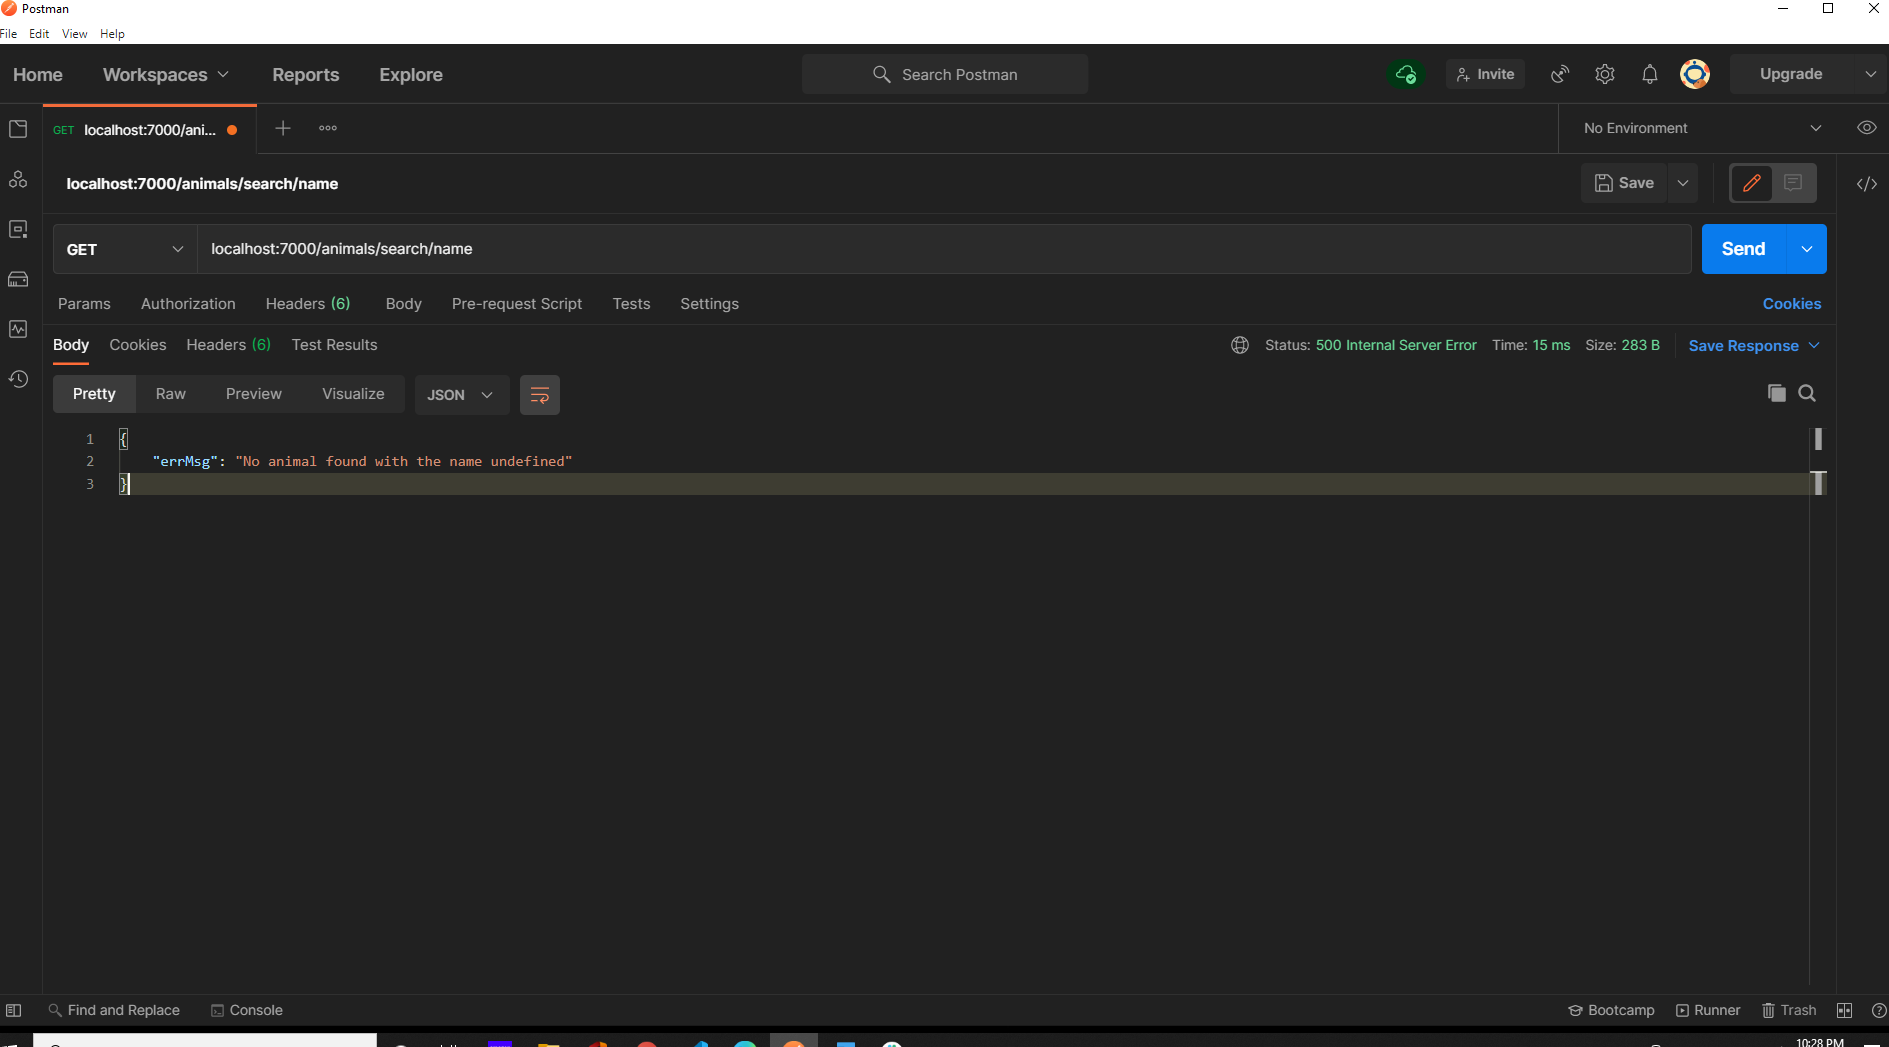 Postman
File Edit View Help
Home Workspaces Reports Explore Search Postman Invite Upgrade
GET localhost:7000/ani... No Environment
localhost:7000/animals/search/name Save
GET localhost:7000/animals/search/name Send
Params Authorization Headers (6) Body Pre-request Script Tests Settings Cookies
Body Cookies Headers (6) Test Results Status: 500 Internal Server Error Time: 15 ms Size: 283 B Save Response
Pretty Raw Preview Visualize JSON
1 {
2 "errMsg": "No animal found with the name undefined"
3 }
Find and Replace Console Bootcamp Runner Trash
10:28 PM